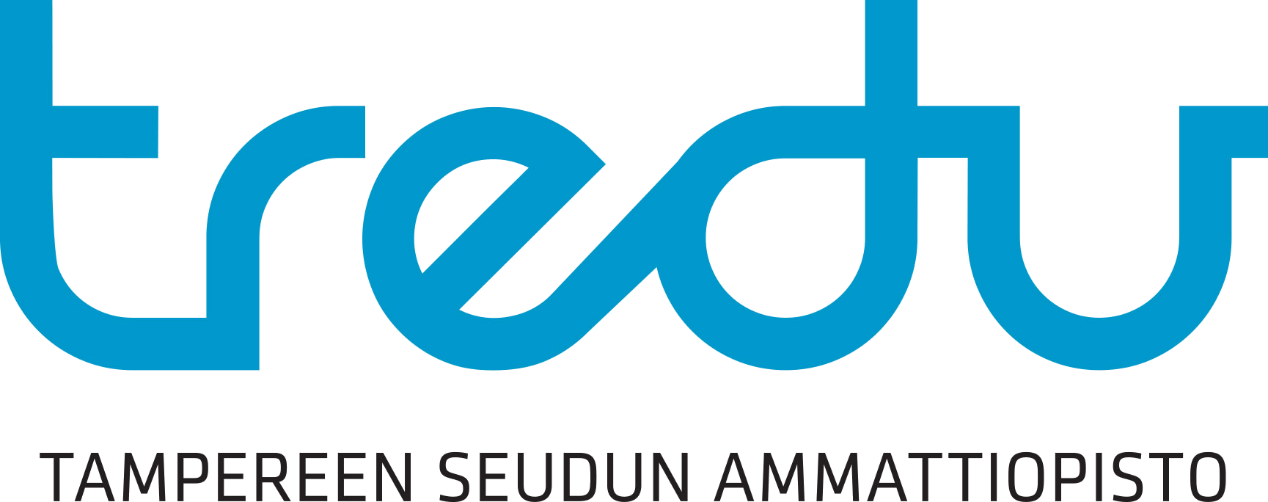 tredu
TAMPEREEN SEUDUN AMMATTIOPISTO